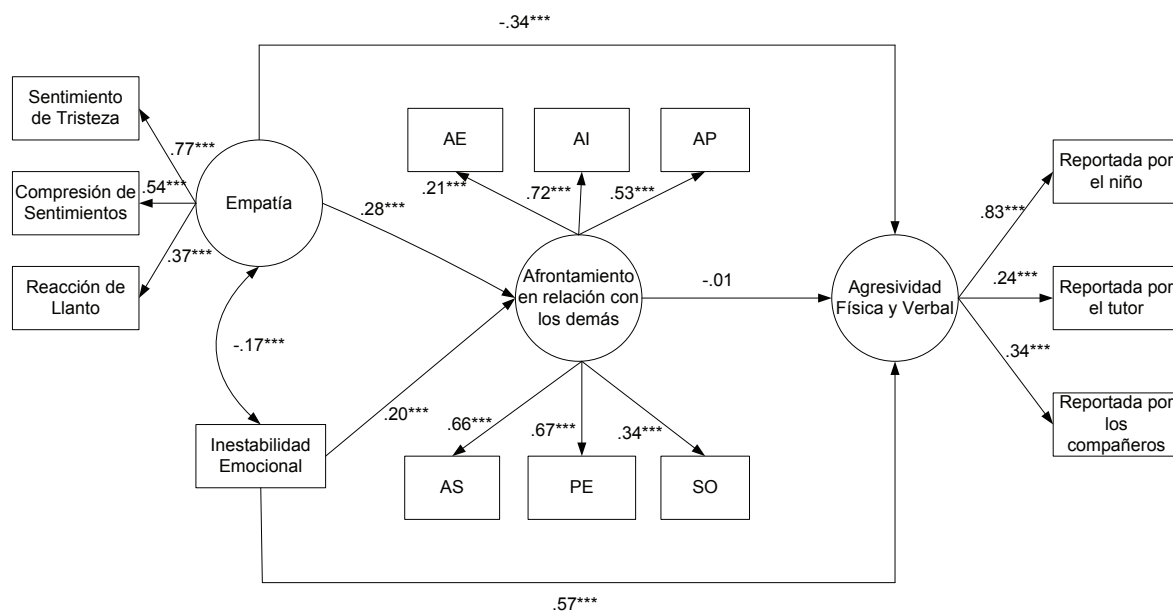 -.34***
Sentimiento
de Tristeza
AE
AI
AP
.77***
Compresión de
Sentimientos
.54***
Empatía
.21***
.72***
.53***
Reportada por
el niño
.83***
.28***
.37***
Reacción de
Llanto
Afrontamiento
en relación con
los demás
-.01
Agresividad
Física y Verbal
.24***
Reportada por
el tutor
-.17***
.34***
.20***
.66***
.67***
.34***
Reportada por
los
compañeros
Inestabilidad
Emocional
AS
PE
SO
.57***